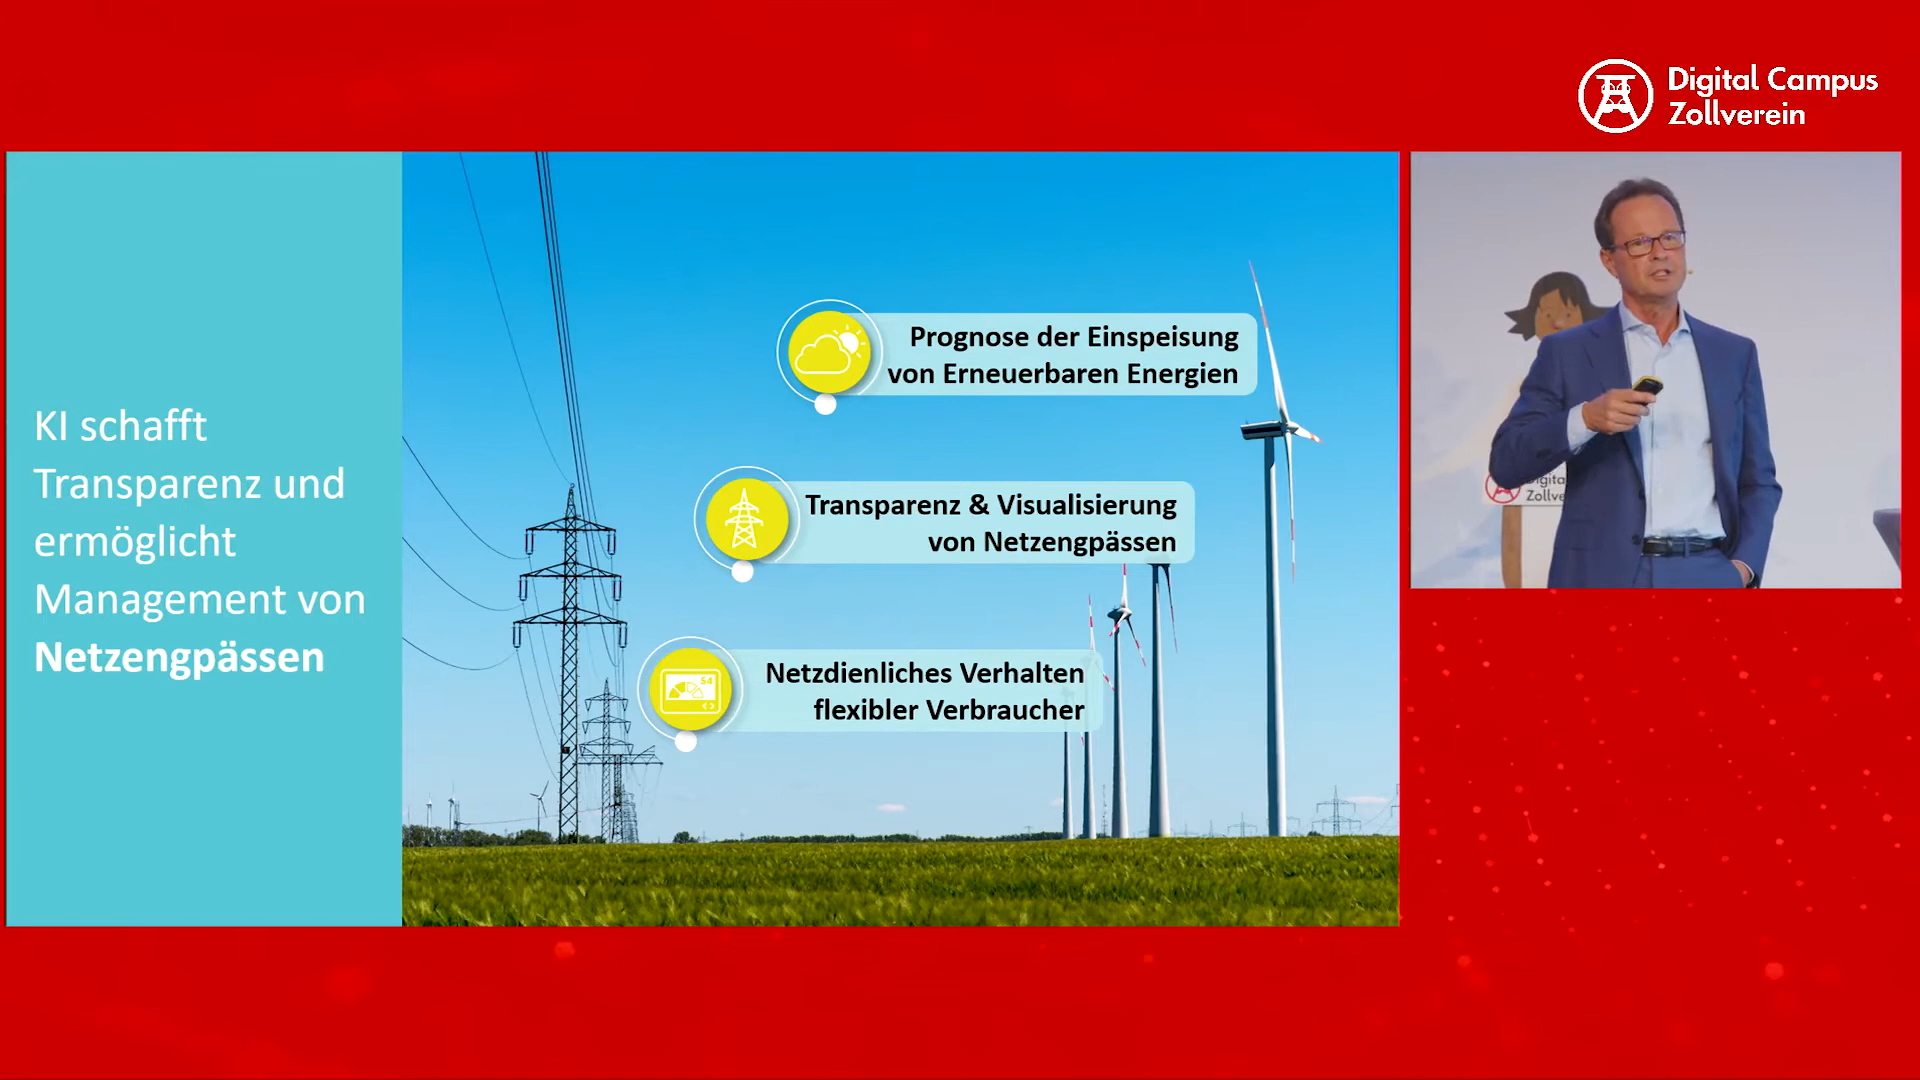 Digital Campus
Zollverein
KI schafft
Transparenz und
ermöglicht
Management von
Netzengpässen
Prognose der Einspeisung
von Erneuerbaren Energien
Transparenz & Visualisierung
von Netzengpässen
54
Netzdienliches Verhalten
flexibler Verbraucher